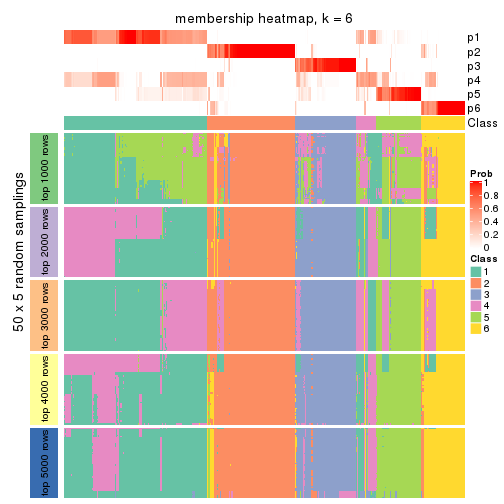 membership heatmap, k = 6
p1
p2
p3
p4
p5
p6
Class
50 x 5 random samplings
top 1000 rows
top 2000 rows
top 3000 rows
top 4000 rows
top 5000 rows
Prob
1
0.8
0.6
0.4
0.2
0
Class
1
2
3
4
5
6